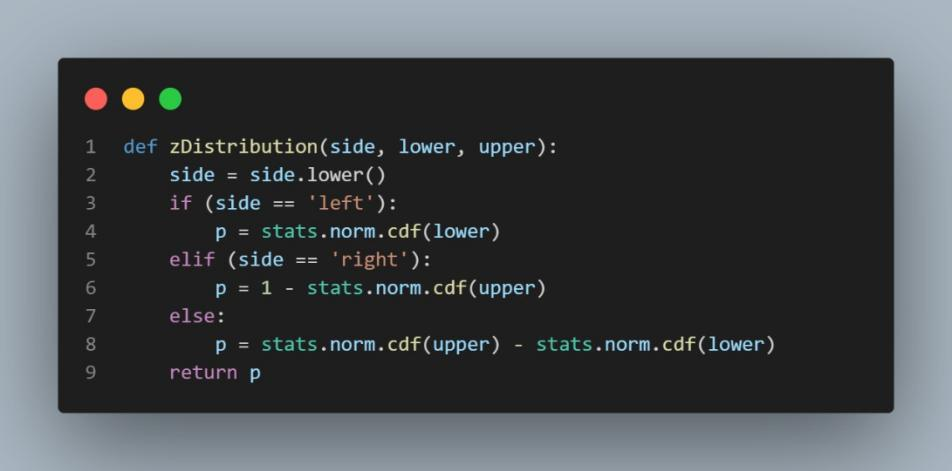 1 def zDistribution(side, lower, upper):
2     side = side.lower()
3     if (side == 'left'):
4         p = stats.norm.cdf(lower)
5     elif (side == 'right'):
6         p = 1 - stats.norm.cdf(upper)
7     else:
8         p = stats.norm.cdf(upper) - stats.norm.cdf(lower)
9     return p